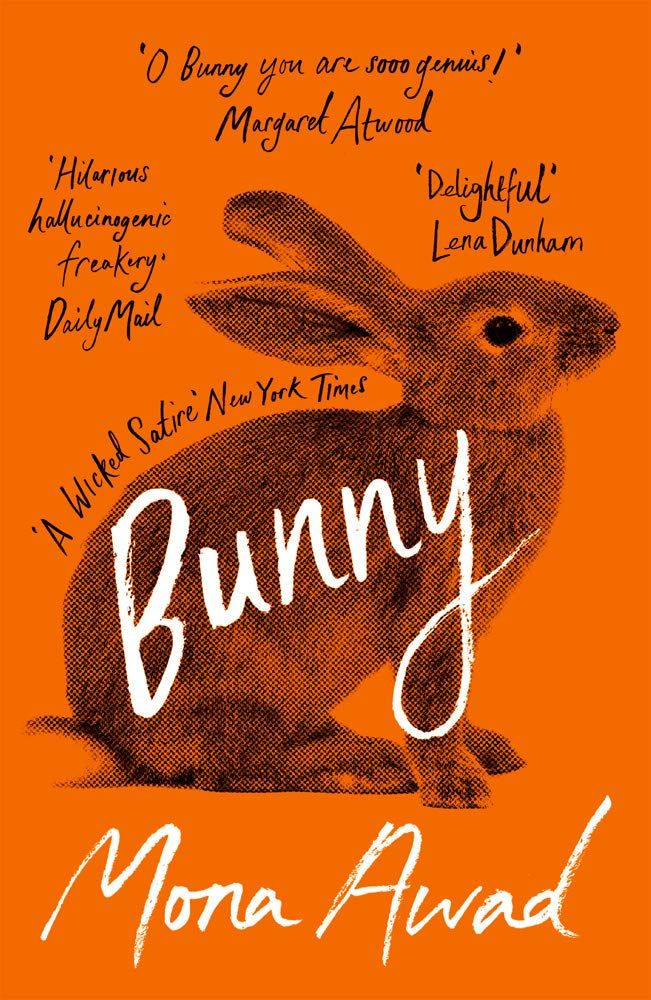 'O Bunny you are sooo genius!'
Margaret Atwood
'Hilarious
hallucinogenic
freakery.'
Daily Mail
'Delightful'
Lena Dunham
'A Wicked Satire' New York Times
Bunny
Mona Awad